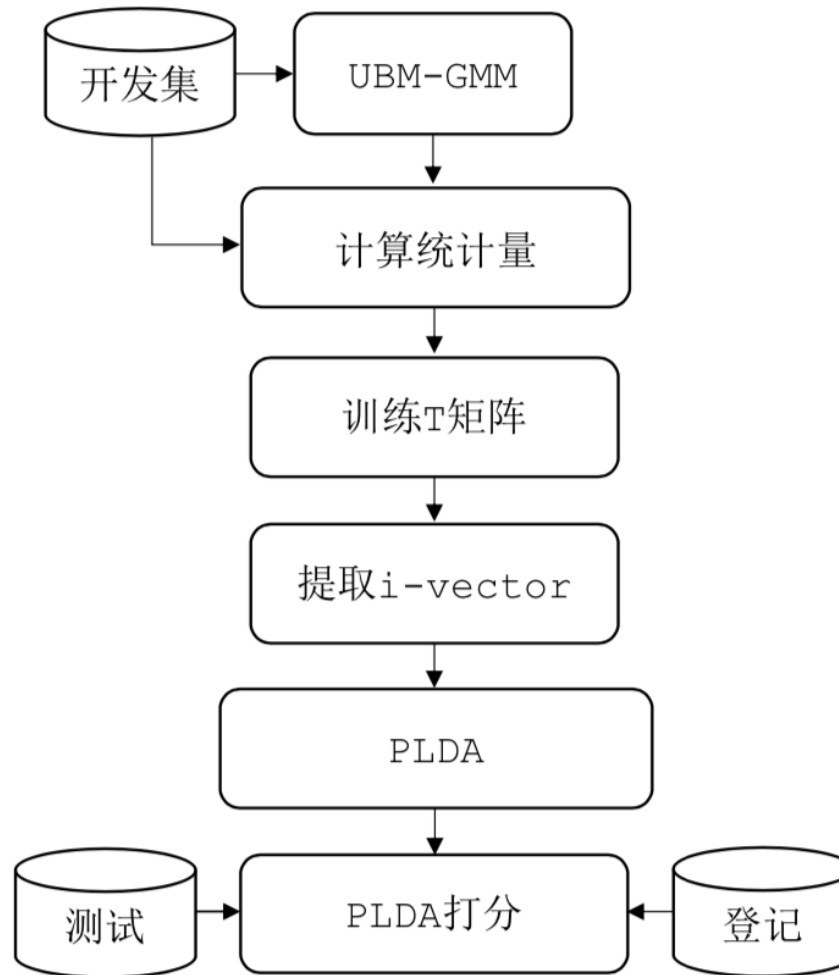 开发集
UBM-GMM
计算统计量
训练T矩阵
提取i-vector
PLDA
测试
PLDA打分
登记